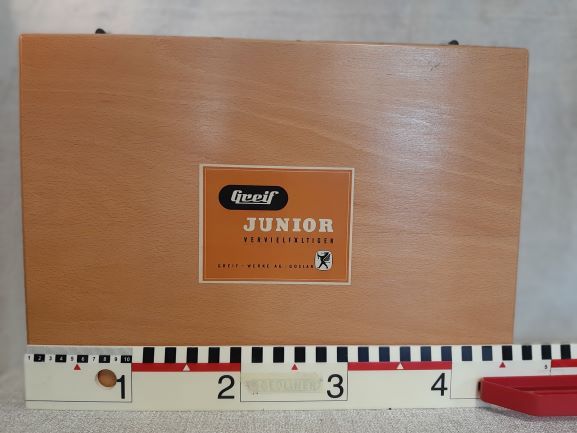 Greif
JUNIOR
VERVIELFÄLTIGER
GREIF - WERKE AG · GOSLAR
1 2 3 4 5 6 7 8 9 10
1 2 3 4